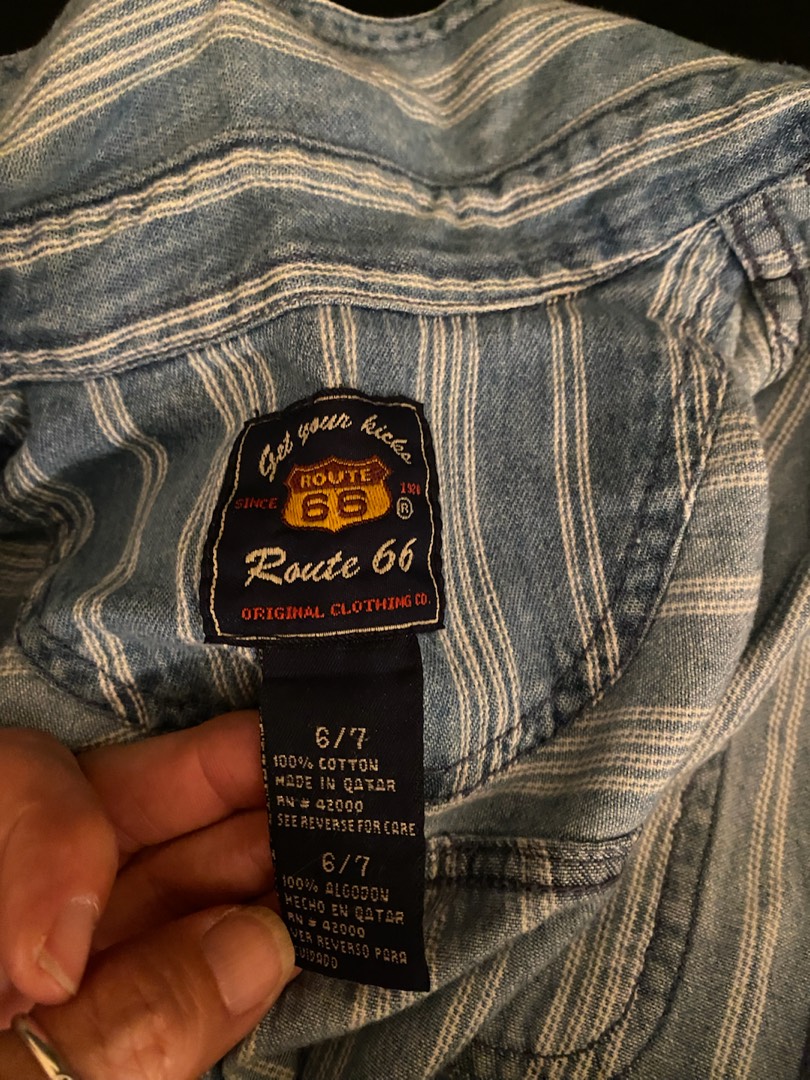 Get your kicks
ROUTE
66
SINCE 1926
®
Route 66
ORIGINAL CLOTHING CO.
6/7
100% COTTON
MADE IN QATAR
RN # 42000
SEE REVERSE FOR CARE
6/7
100% ALGODON
HECHO EN QATAR
RN # 42000
VER REVERSO PARA
CUIDADO